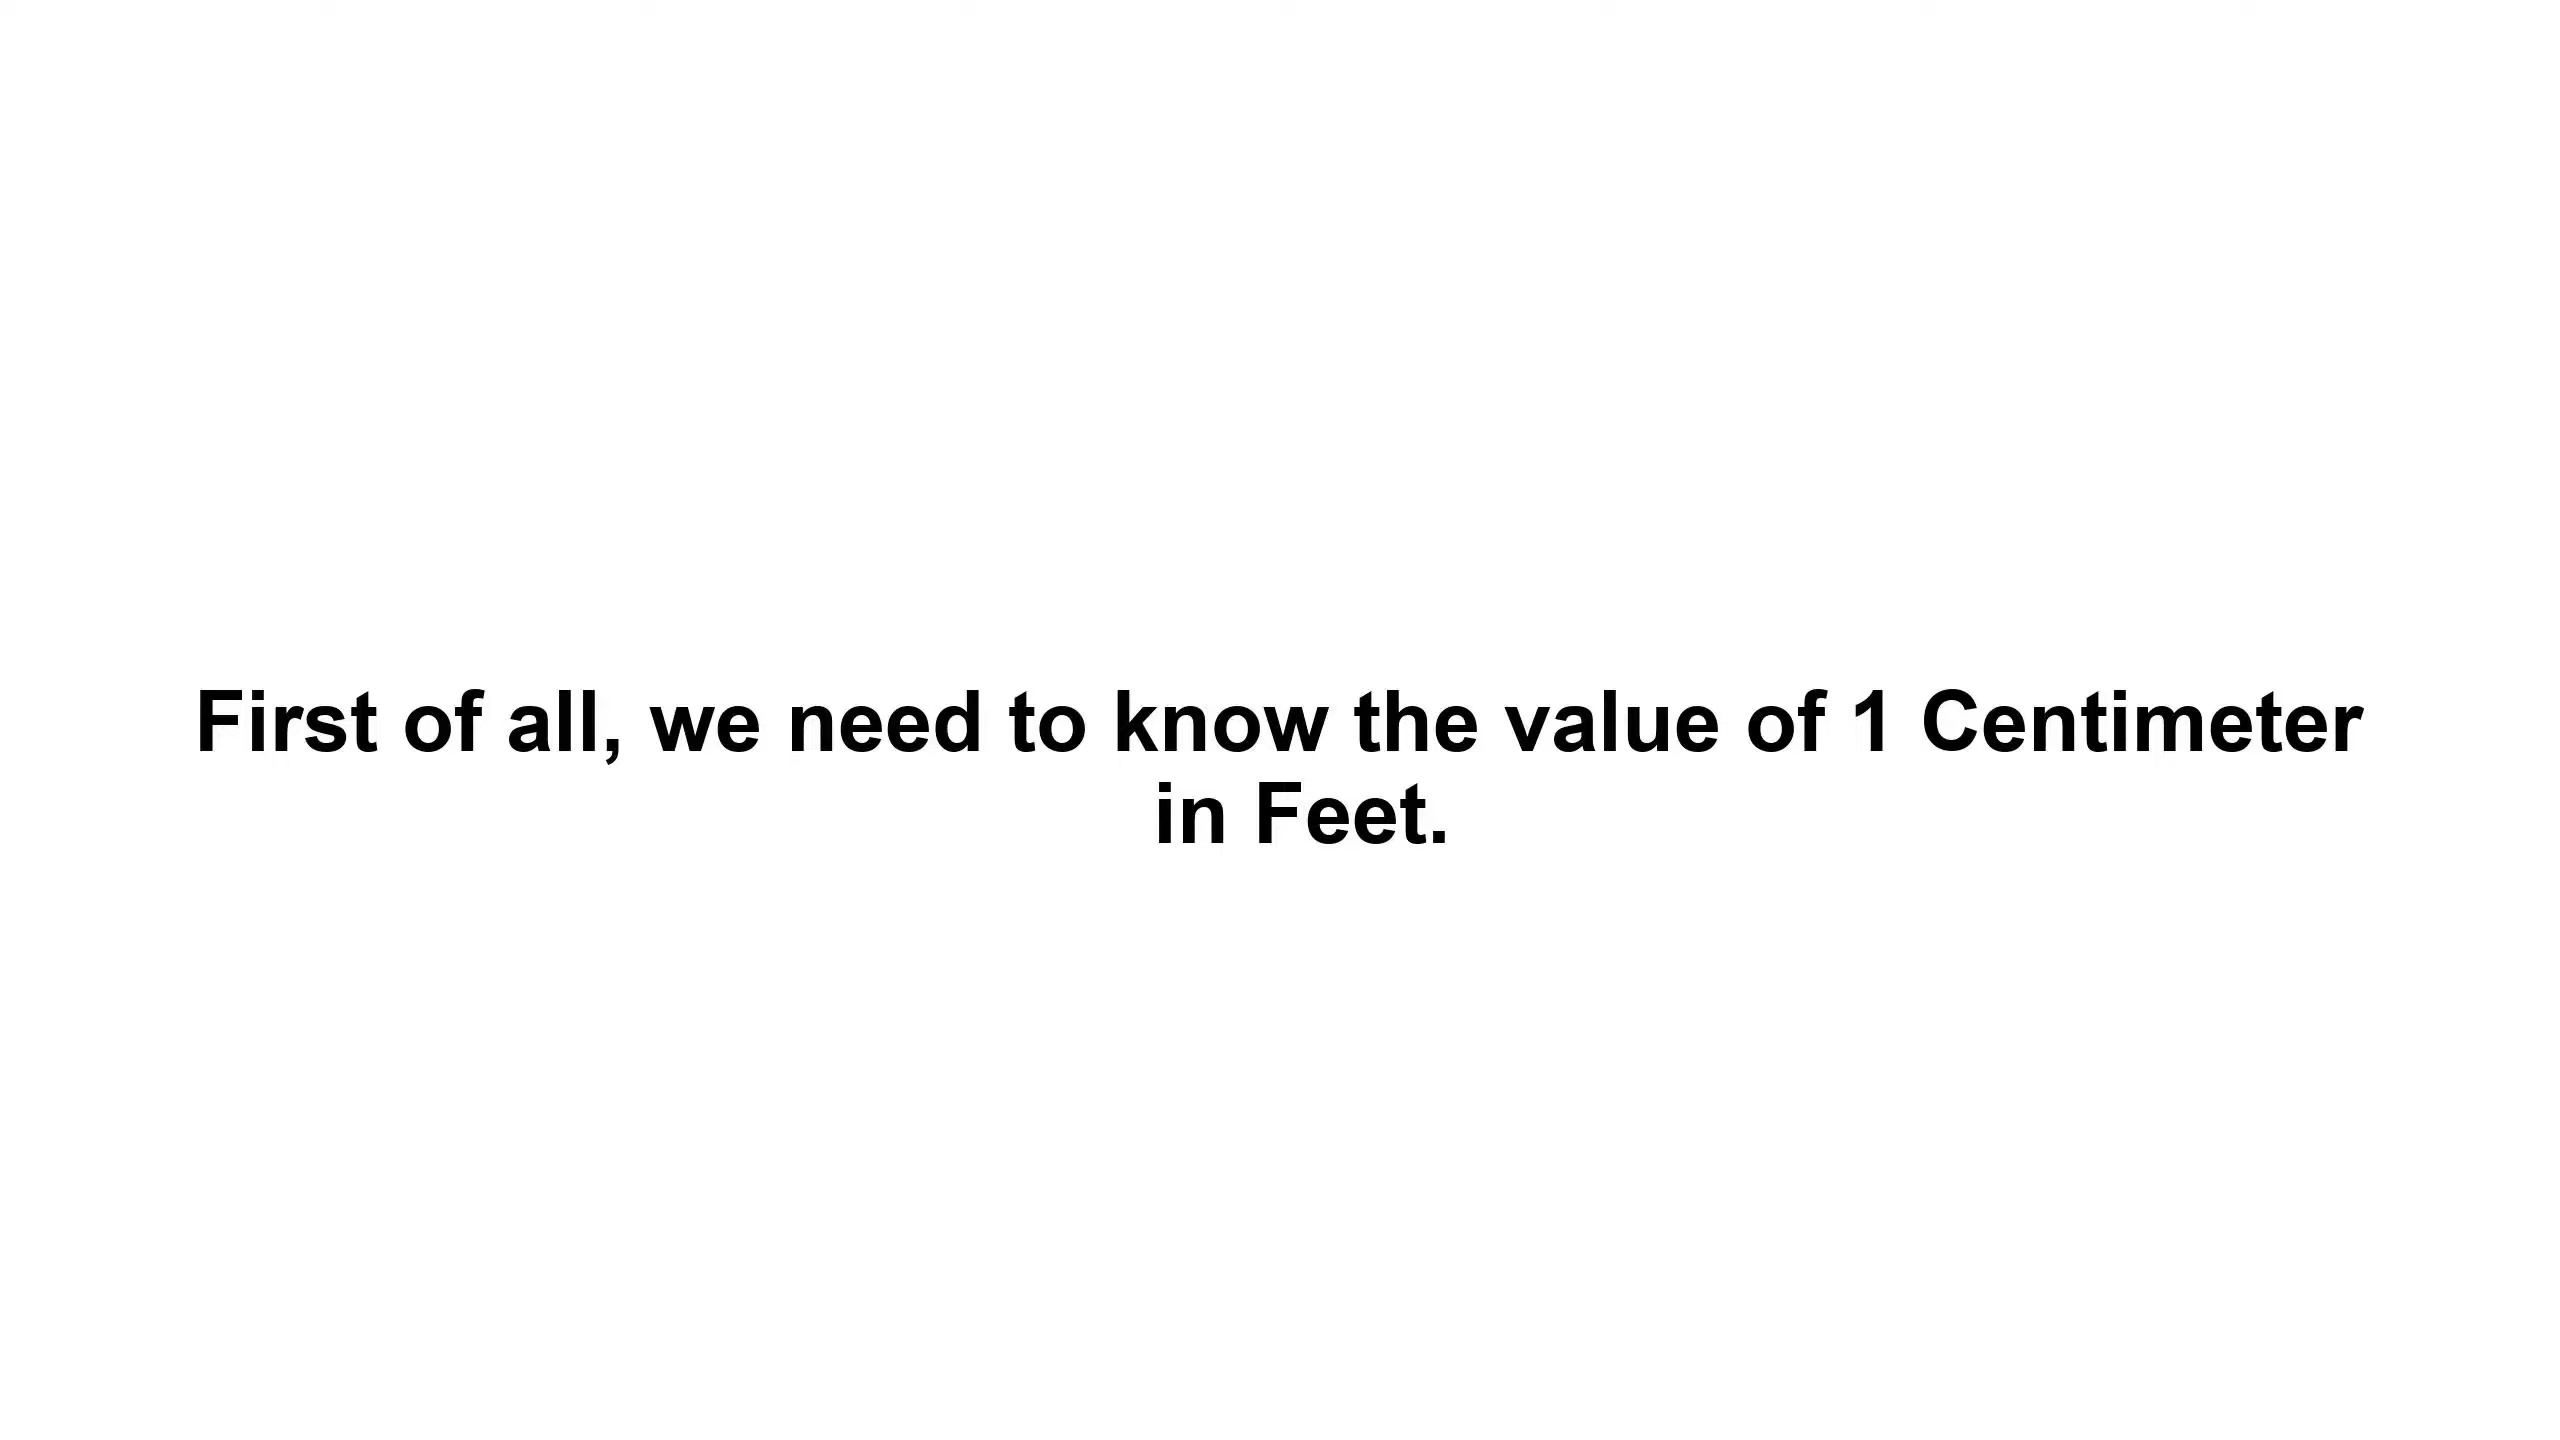 First of all, we need to know the value of 1 Centimeter
in Feet.